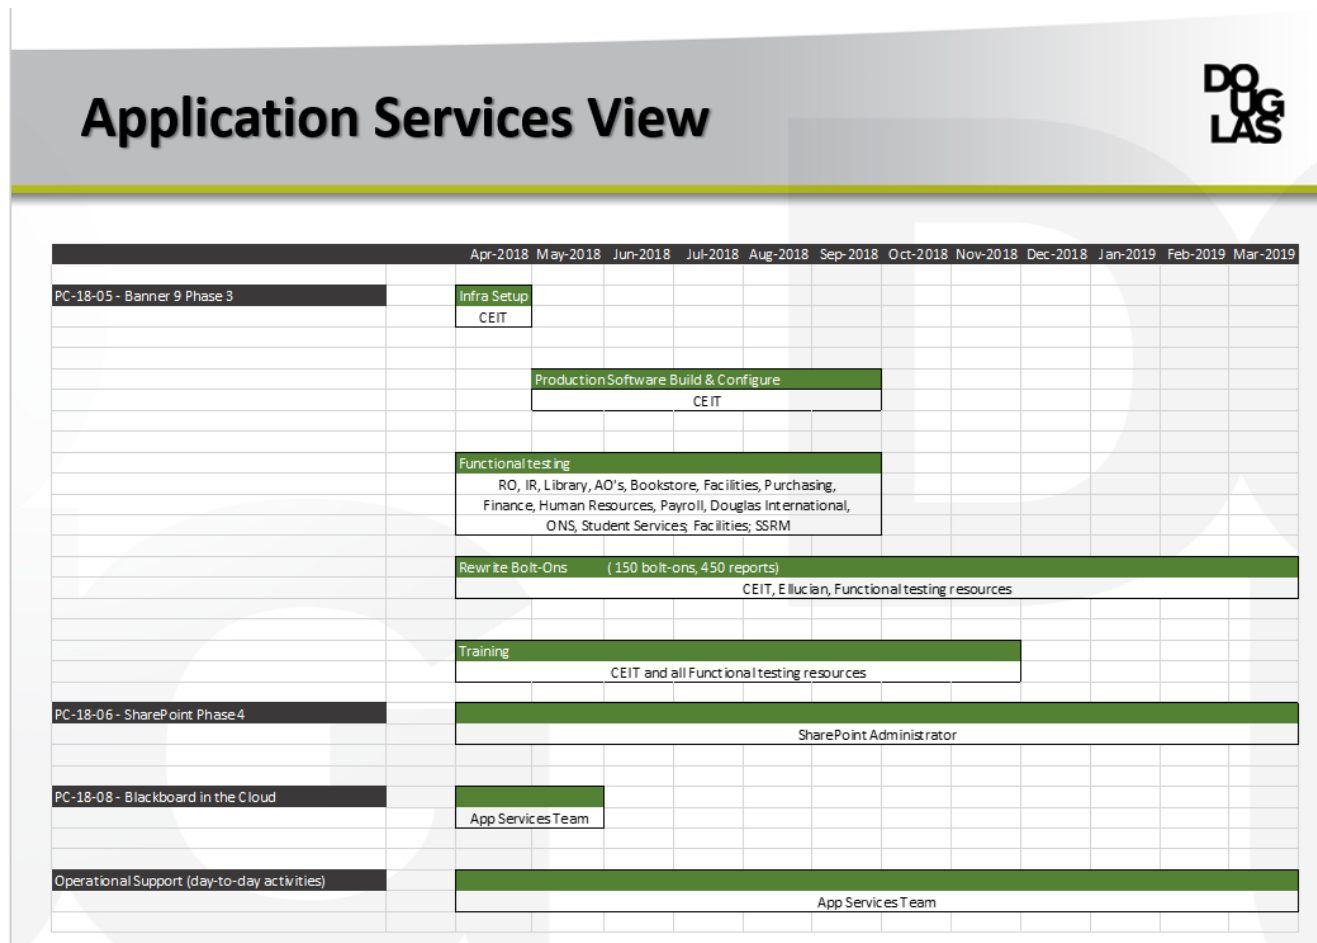 Application Services View
DO
UG
LAS
Apr-2018 May-2018 Jun-2018 Jul-2018 Aug-2018 Sep-2018 Oct-2018 Nov-2018 Dec-2018 Jan-2019 Feb-2019 Mar-2019
PC-18-05 - Banner 9 Phase 3 Infra Setup
CEIT
Production Software Build & Configure
CEIT
Functional testing
RO, IR, Library, AO's, Bookstore, Facilities, Purchasing,
Finance, Human Resources, Payroll, Douglas International,
ONS, Student Services; Facilities; SSRM
Rewrite Bolt-Ons (150 bolt-ons, 450 reports)
CEIT, Ellucian, Functional testing resources
Training
CEIT and all Functional testing resources
PC-18-06 - SharePoint Phase 4
SharePoint Administrator
PC-18-08 - Blackboard in the Cloud
App Services Team
Operational Support (day-to-day activities)
App Services Team